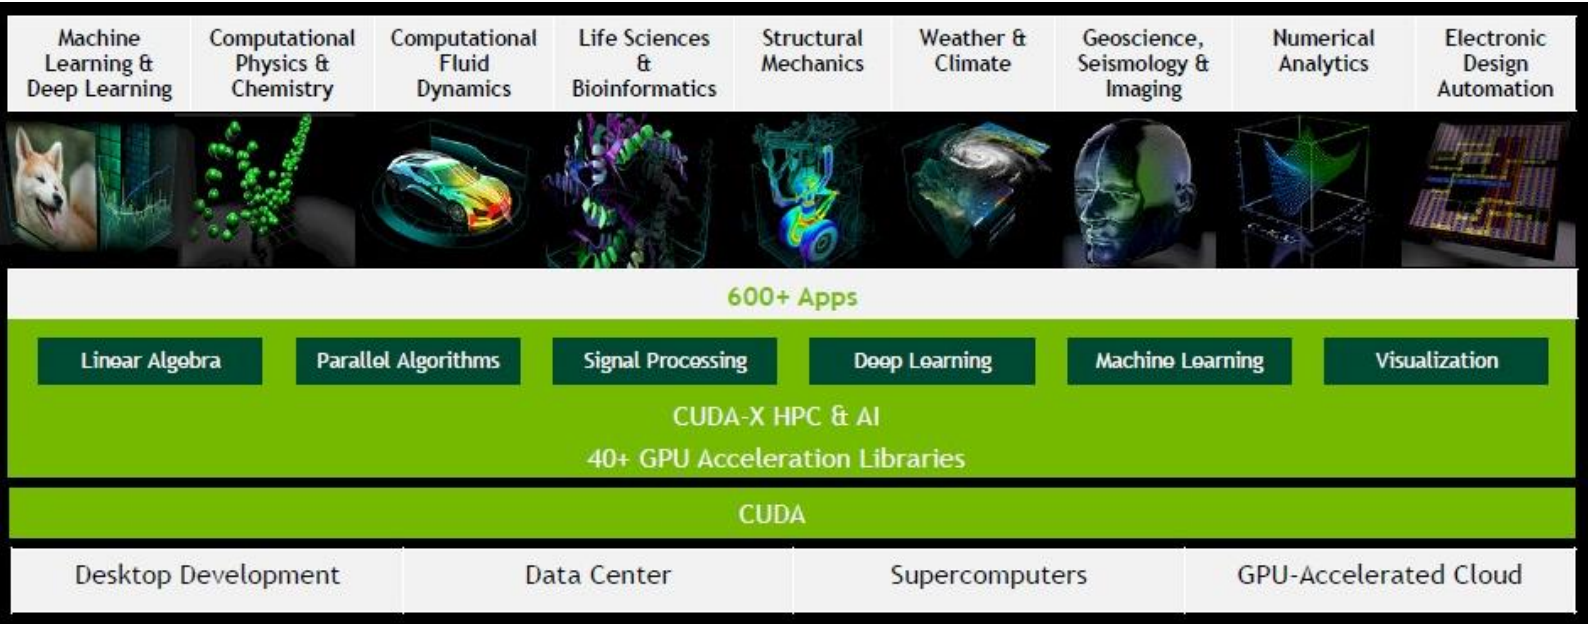 Machine
Learning &
Deep Learning
Computational
Physics &
Chemistry
Computational
Fluid
Dynamics
Life Sciences
&
Bioinformatics
Structural
Mechanics
Weather &
Climate
Geoscience,
Seismology &
Imaging
Numerical
Analytics
Electronic
Design
Automation
600+ Apps
Linear Algebra
Parallel Algorithms
Signal Processing
Deep Learning
Machine Learning
Visualization
CUDA-X HPC & AI
40+ GPU Acceleration Libraries
CUDA
Desktop Development
Data Center
Supercomputers
GPU-Accelerated Cloud